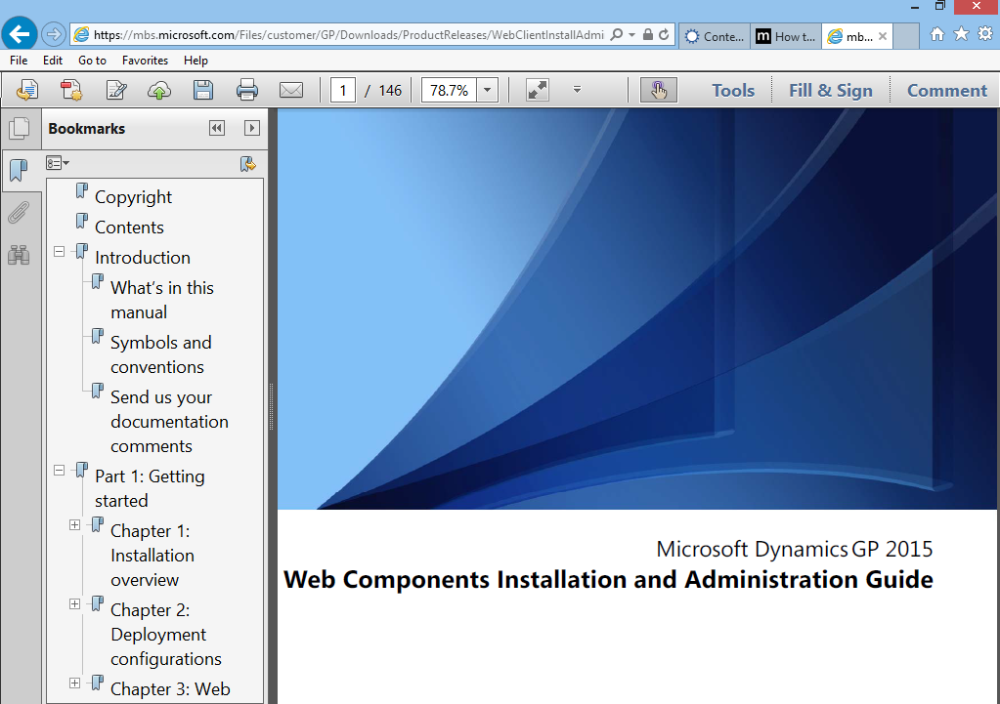 https://mbs.microsoft.com/Files/customer/GP/Downloads/ProductReleases/WebClientInstallAdmi
Conte...
m
How t...
mb...
File Edit Go to Favorites Help
1 / 146
78.7%
Tools
Fill & Sign
Comment
Bookmarks
Copyright
Contents
Introduction
What's in this
manual
Symbols and
conventions
Send us your
documentation
comments
Part 1: Getting
started
Chapter 1:
Installation
overview
Chapter 2:
Deployment
configurations
Chapter 3: Web
Microsoft Dynamics GP 2015
Web Components Installation and Administration Guide